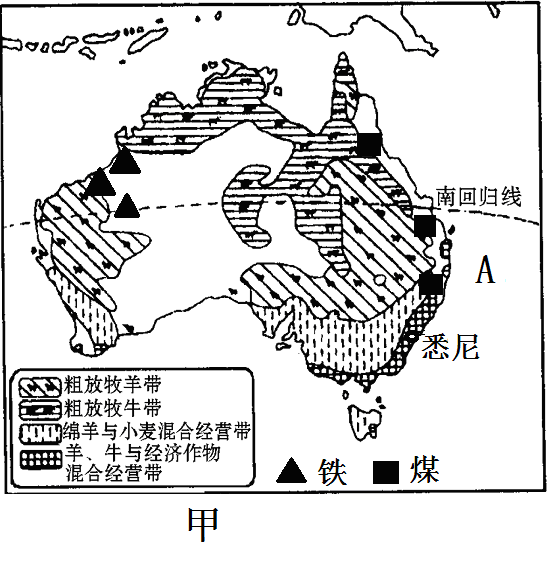 南回归线
A
悉尼
粗放牧羊带
粗放牧牛带
绵羊与小麦混合经营带
羊、牛与经济作物
混合经营带
铁
煤
甲